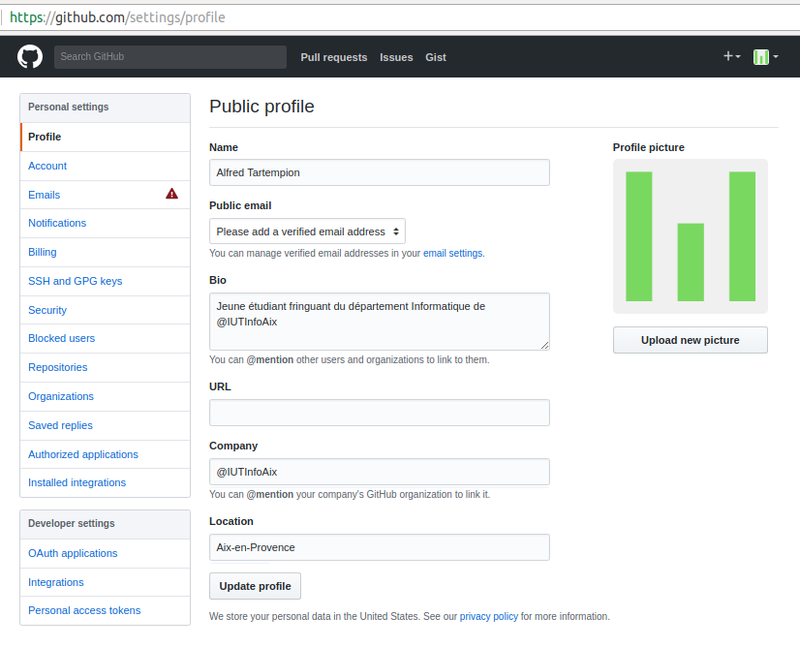 https://github.com/settings/profile
Search GitHub
Pull requests
Issues
Gist
Personal settings
Profile
Account
Emails
Notifications
Billing
SSH and GPG keys
Security
Blocked users
Repositories
Organizations
Saved replies
Authorized applications
Installed integrations
Developer settings
OAuth applications
Integrations
Personal access tokens
Public profile
Name
Alfred Tartempion
Public email
Please add a verified email address
You can manage verified email addresses in your email settings.
Bio
Jeune étudiant fringuant du département Informatique de
@IUTInfoAix
You can @mention other users and organizations to link to them.
URL
Company
@IUTInfoAix
You can @mention your company's GitHub organization to link it.
Location
Aix-en-Provence
Update profile
We store your personal data in the United States. See our privacy policy for more information.
Profile picture
Upload new picture